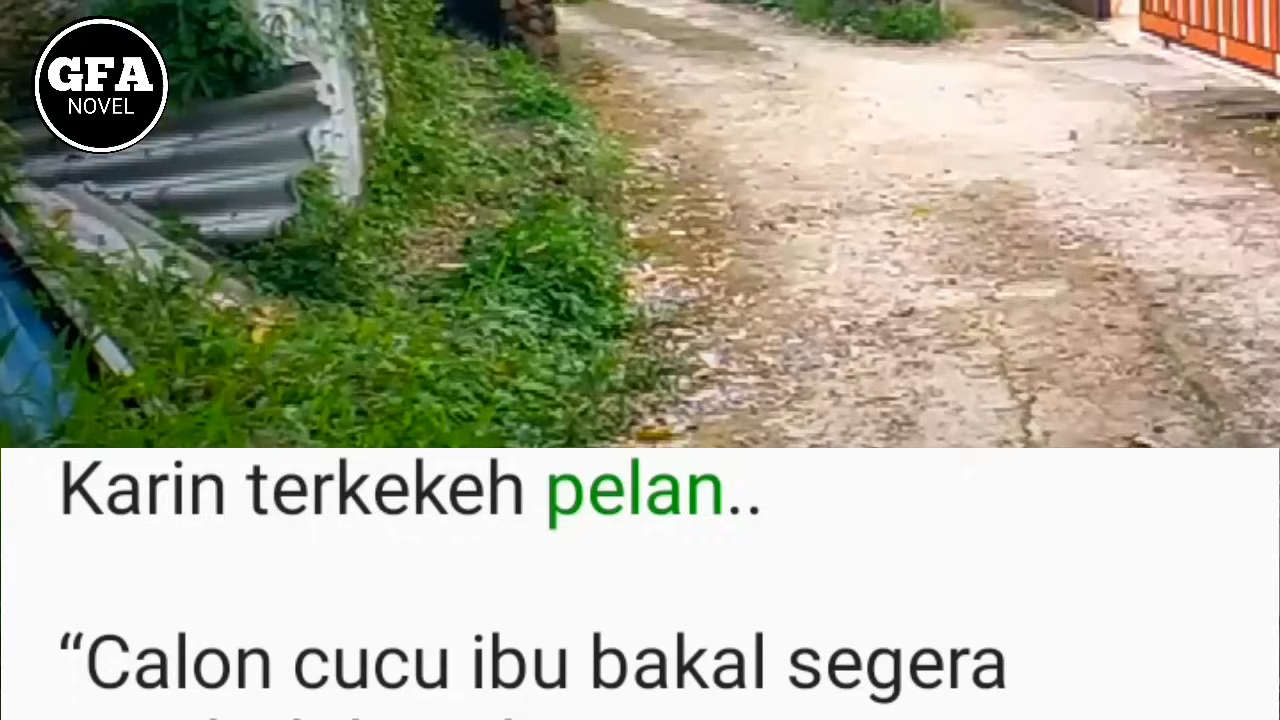 GFA
NOVEL
Karin terkekeh pelan..
“Calon cucu ibu bakal segera